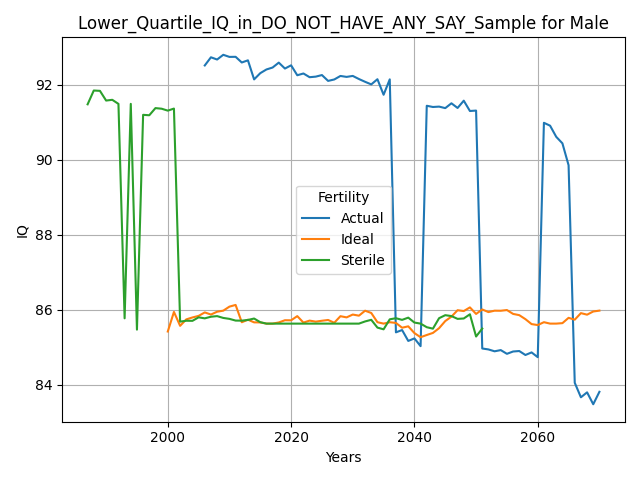 Lower_Quartile_IQ_in_DO_NOT_HAVE_ANY_SAY_Sample for Male
IQ
92
90
88
86
84
Fertility
Actual
Ideal
Sterile
2000 2020 2040 2060
Years